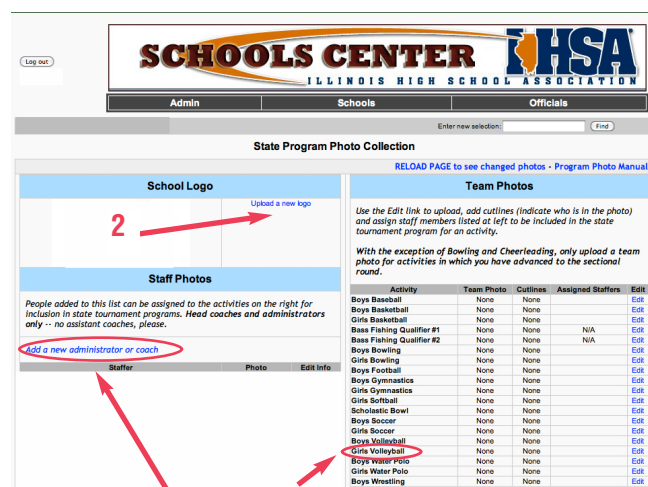 Log out
SCHOOLS CENTER
IHSA
ILLINOIS HIGH SCHOOL ASSOCIATION
Admin Schools Officials
Enter new selection: Find
State Program Photo Collection
RELOAD PAGE to see changed photos - Program Photo Manual
School Logo
2
Upload a new logo
Staff Photos
People added to this list can be assigned to the activities on the right for
inclusion in state tournament programs. Head coaches and administrators
only -- no assistant coaches, please.
Add a new administrator or coach
Staffer Photo Edit Info
Team Photos
Use the Edit link to upload, add cutlines (indicate who is in the photo)
and assign staff members listed at left to be included in the state
tournament program for an activity.
With the exception of Bowling and Cheerleading, only upload a team
photo for activities in which you have advanced to the sectional
round.
Activity Team Photo Cutlines Assigned Staffers Edit
Boys Baseball None None Edit
Boys Basketball None None Edit
Girls Basketball None None Edit
Bass Fishing Qualifier #1 None None N/A Edit
Bass Fishing Qualifier #2 None None N/A Edit
Boys Bowling None None Edit
Girls Bowling None None Edit
Boys Football None None Edit
Boys Gymnastics None None Edit
Girls Gymnastics None None Edit
Girls Softball None None Edit
Scholastic Bowl None None Edit
Boys Soccer None None Edit
Girls Soccer None None Edit
Boys Volleyball None None Edit
Girls Volleyball None None Edit
Boys Water Polo None None Edit
Girls Water Polo None None Edit
Boys Wrestling None None Edit